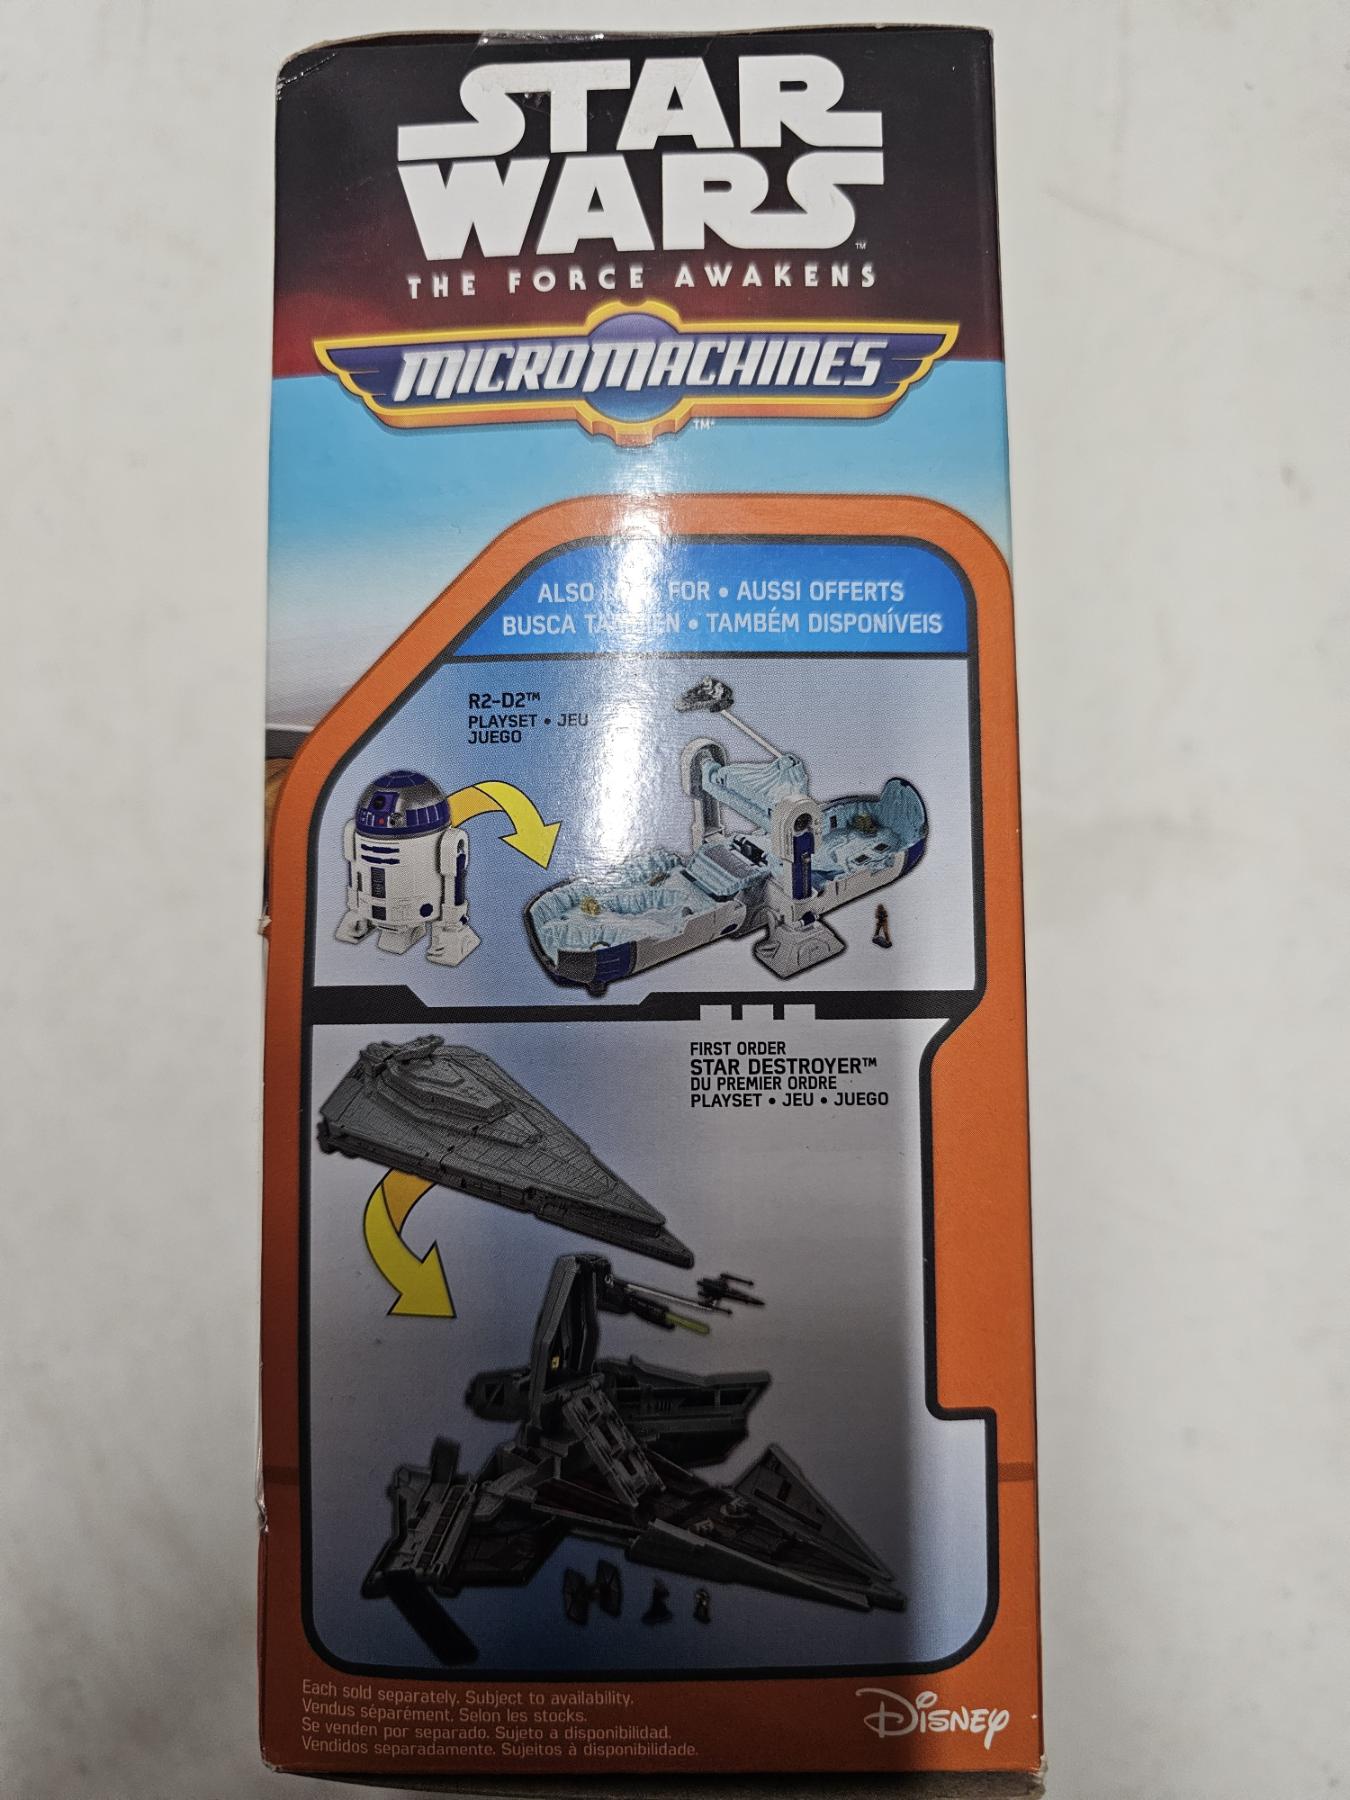 STAR
WARS™
THE FORCE AWAKENS
MICROMACHINES
TM*
ALSO FOR • AUSSI OFFERTS
BUSCA • TAMBÉM DISPONÍVEIS
R2-D2™
PLAYSET • JEU
JUEGO
FIRST ORDER
STAR DESTROYER™
DU PREMIER ORDRE
PLAYSET • JEU • JUEGO
Each sold separately. Subject to availability.
Vendus séparément. Selon les stocks.
Se venden por separado. Sujeto a disponibilidad.
Vendidos separadamente. Sujeitos à disponibilidade.
Disney